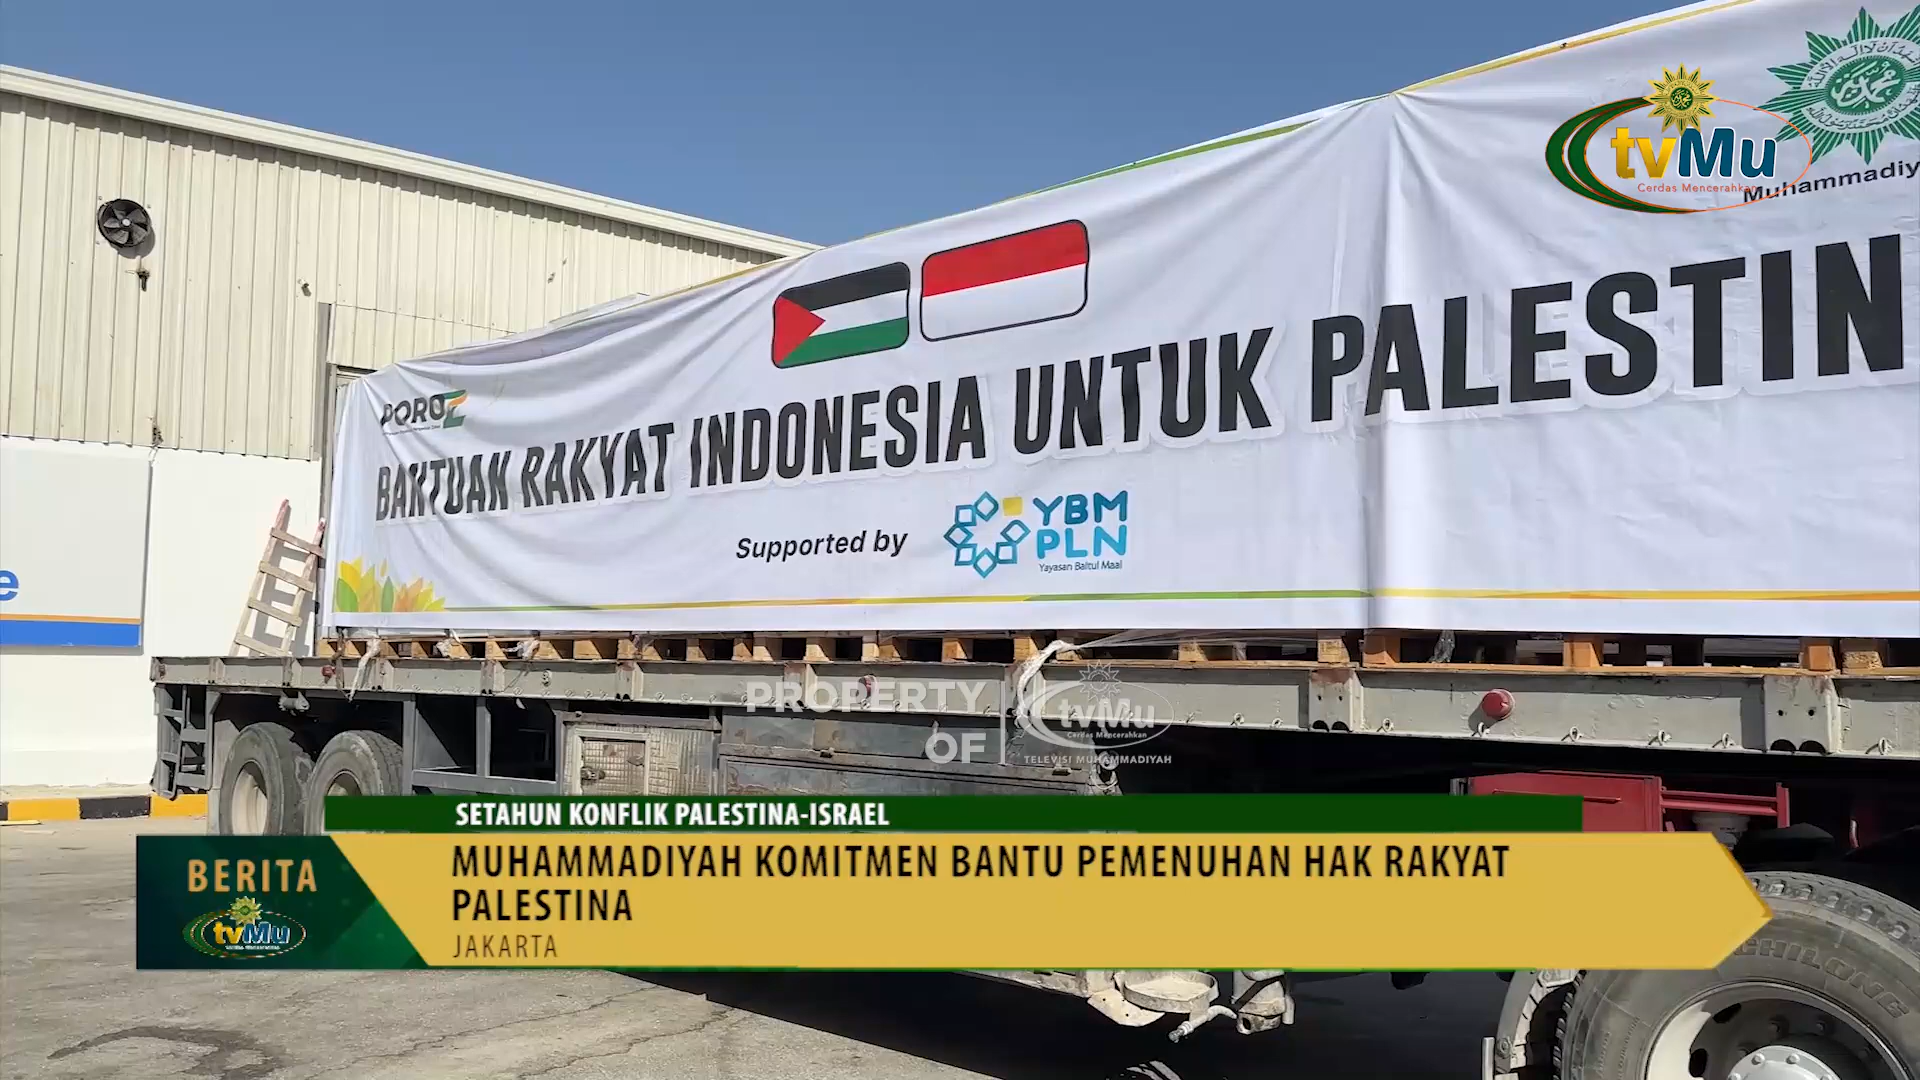 tvMu
Cerdas Mencerahkan
Muhammadiy
POROZ
BANTUAN RAKYAT INDONESIA UNTUK PALESTIN
Supported by
YBM
PLN
Yayasan Baitul Maal
e
PROPERTY
OF
tvMu
Cerdas Mencerahkan
TELEVISI MUHAMMADIYAH
SETAHUN KONFLIK PALESTINA-ISRAEL
BERITA
tvMu
MUHAMMADIYAH KOMITMEN BANTU PEMENUHAN HAK RAKYAT
PALESTINA
JAKARTA
CHILONG